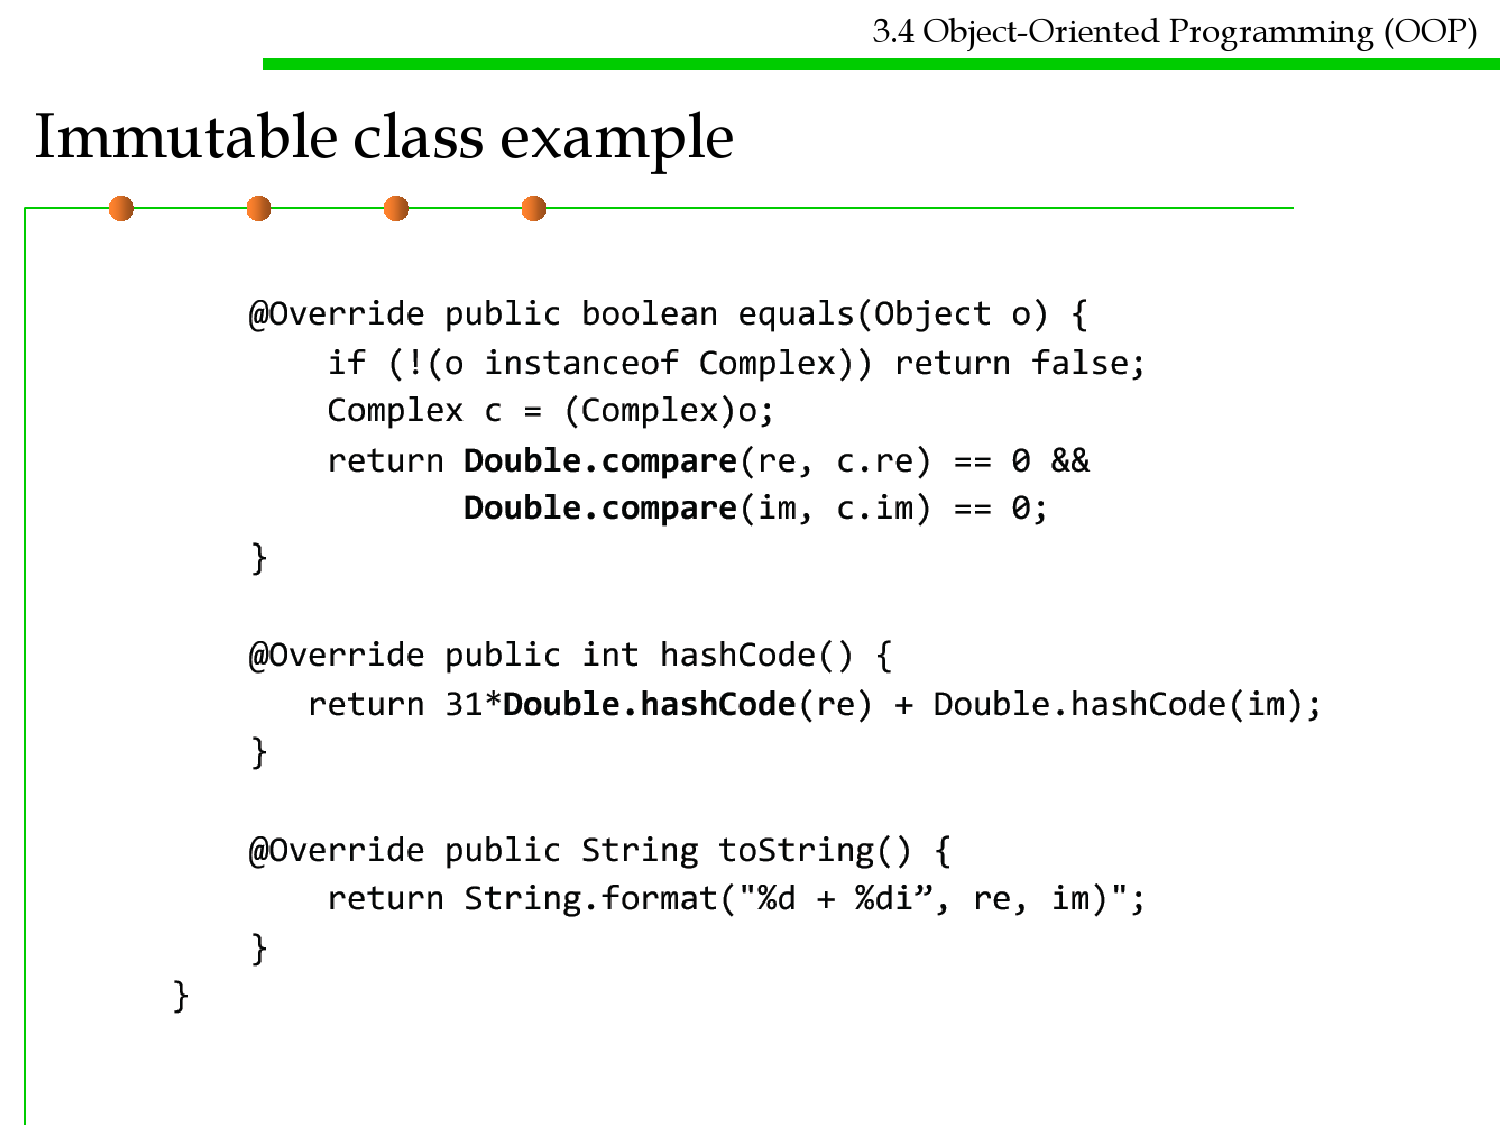 3.4 Object-Oriented Programming (OOP)
Immutable class example
@Override public boolean equals(Object o) {
if (!(o instanceof Complex)) return false;
Complex c = (Complex)o;
return Double.compare(re, c.re) == 0 &&
Double.compare(im, c.im) == 0;
}
@Override public int hashCode() {
return 31*Double.hashCode(re) + Double.hashCode(im);
}
@Override public String toString() {
return String.format("%d + %di”, re, im)";
}
}